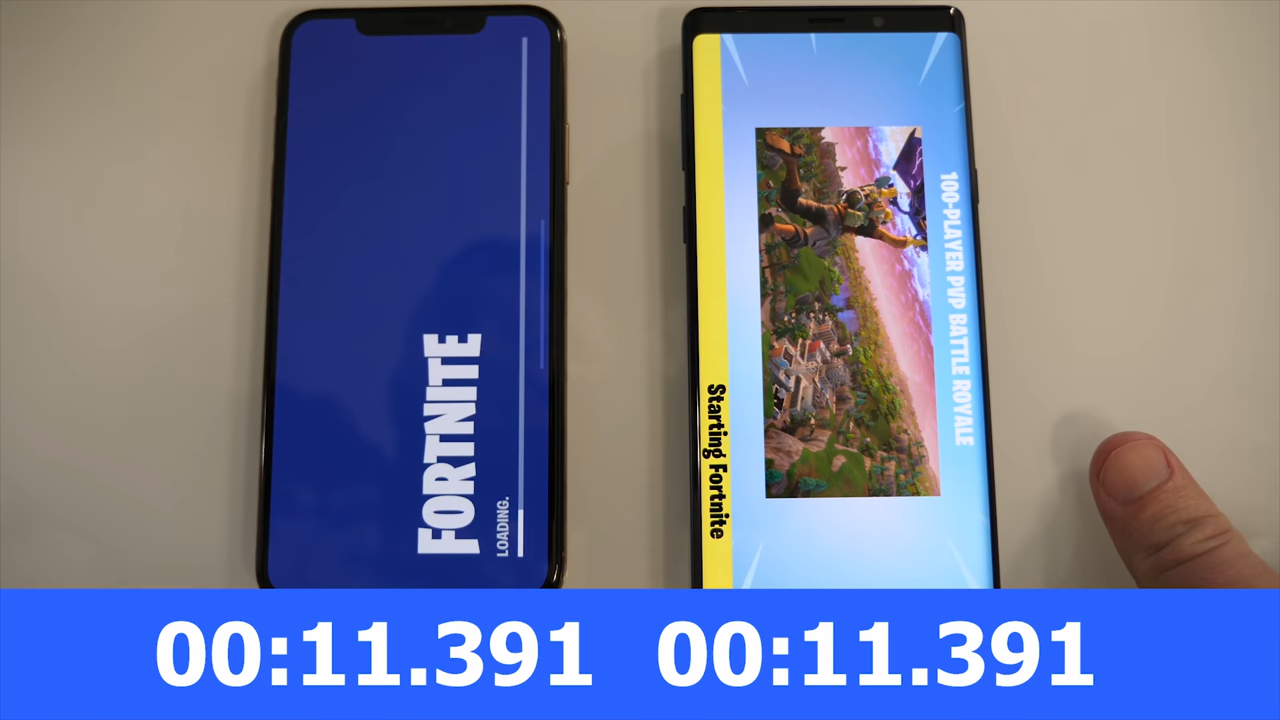 FORTNITE
LOADING.
100-PLAYER PVP BATTLE ROYALE
Starting Fortnite
00:11.391 00:11.391